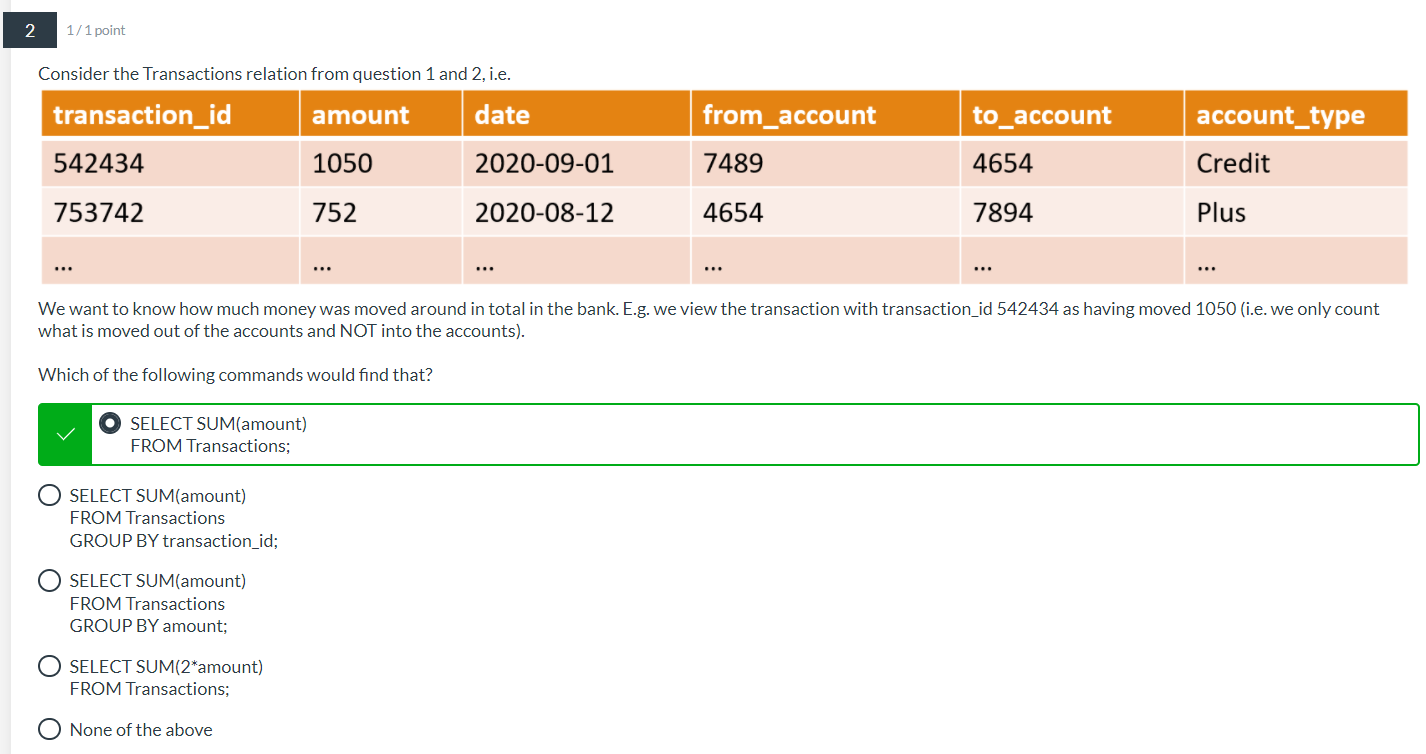 2 1 / 1 point
Consider the Transactions relation from question 1 and 2, i.e.
transaction_id amount date from_account to_account account_type
542434 1050 2020-09-01 7489 4654 Credit
753742 752 2020-08-12 4654 7894 Plus
... ... ... ... ... ...
We want to know how much money was moved around in total in the bank. E.g. we view the transaction with transaction_id 542434 as having moved 1050 (i.e. we only count
what is moved out of the accounts and NOT into the accounts).
Which of the following commands would find that?
SELECT SUM(amount)
FROM Transactions;
SELECT SUM(amount)
FROM Transactions
GROUP BY transaction_id;
SELECT SUM(amount)
FROM Transactions
GROUP BY amount;
SELECT SUM(2*amount)
FROM Transactions;
None of the above